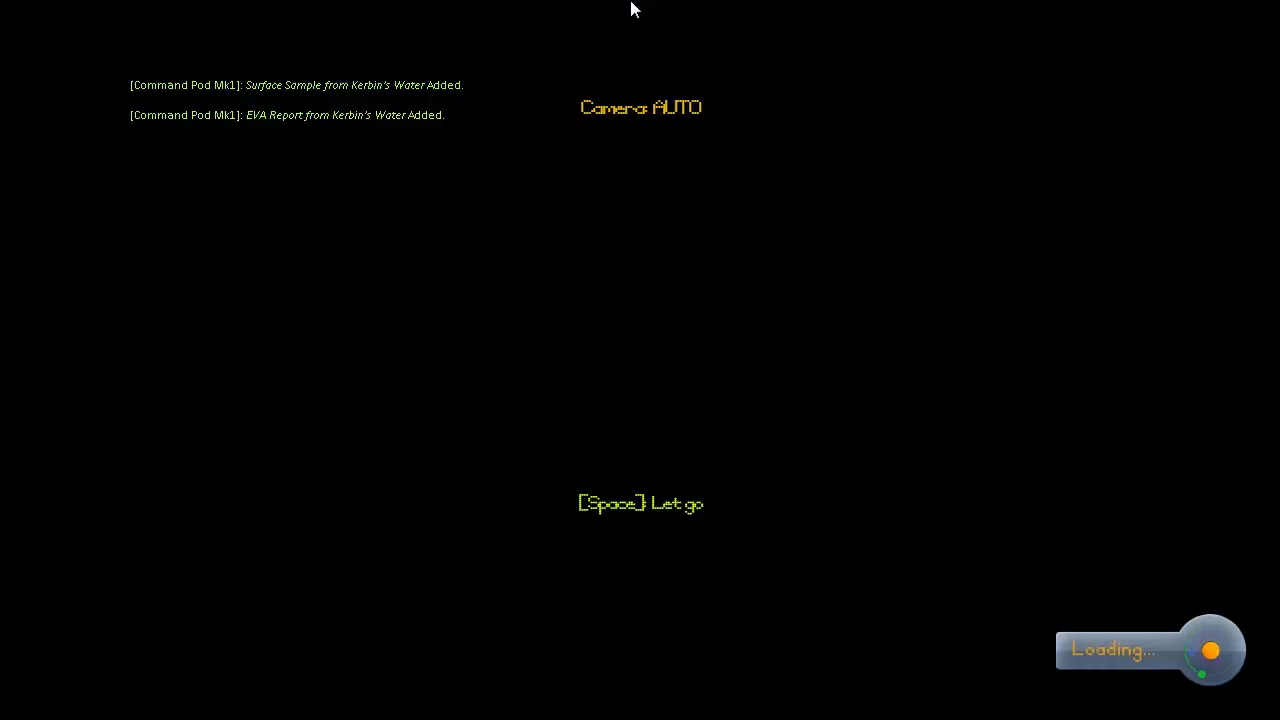 [Command Pod Mk1]: Surface Sample from Kerbin's Water Added.
Camera: AUTO
[Command Pod Mk1]: EVA Report from Kerbin's Water Added.
[Space]: Let go
Loading...